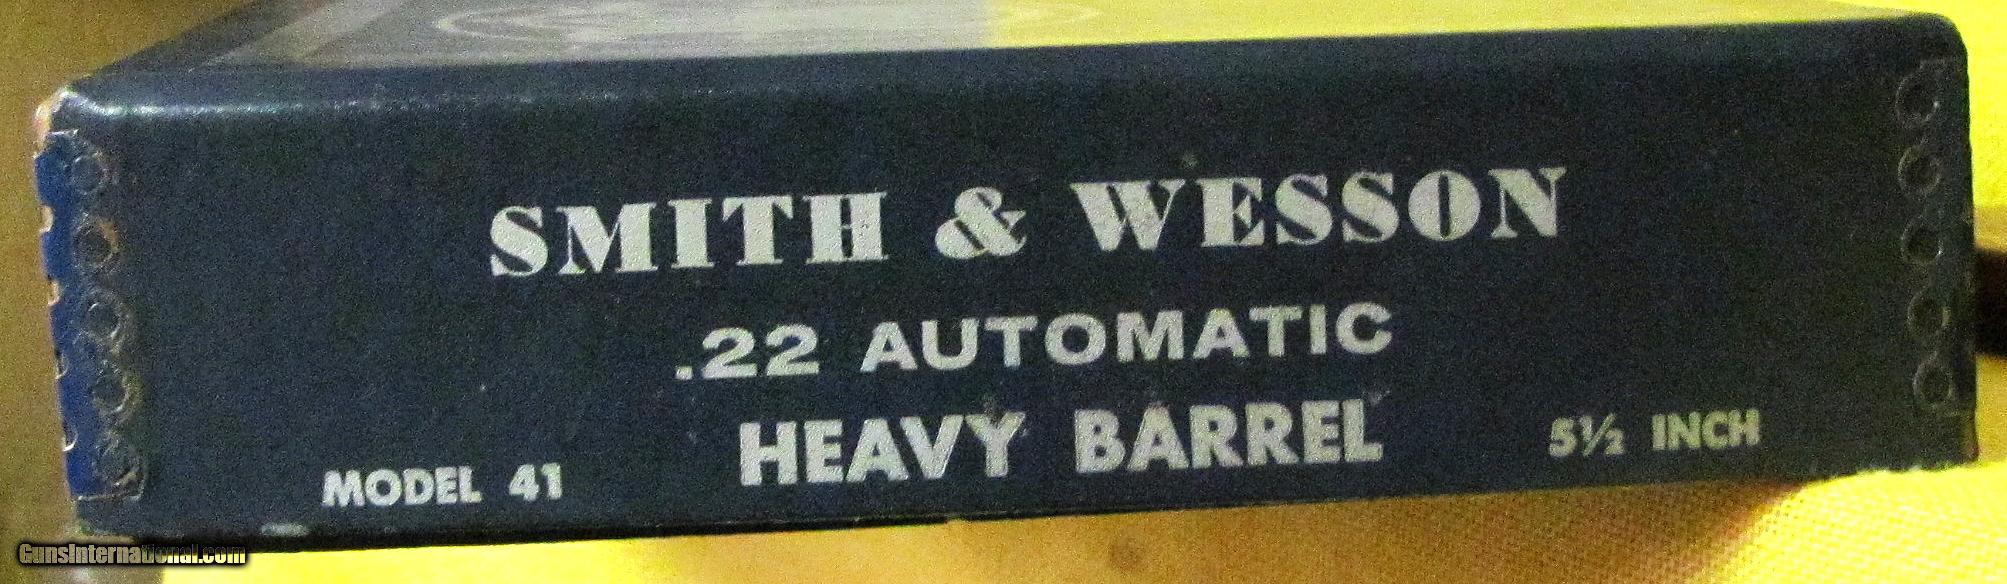 SMITH & WESSON
.22 AUTOMATIC
HEAVY BARREL
MODEL 41
5½ INCH
GunsInternational.com